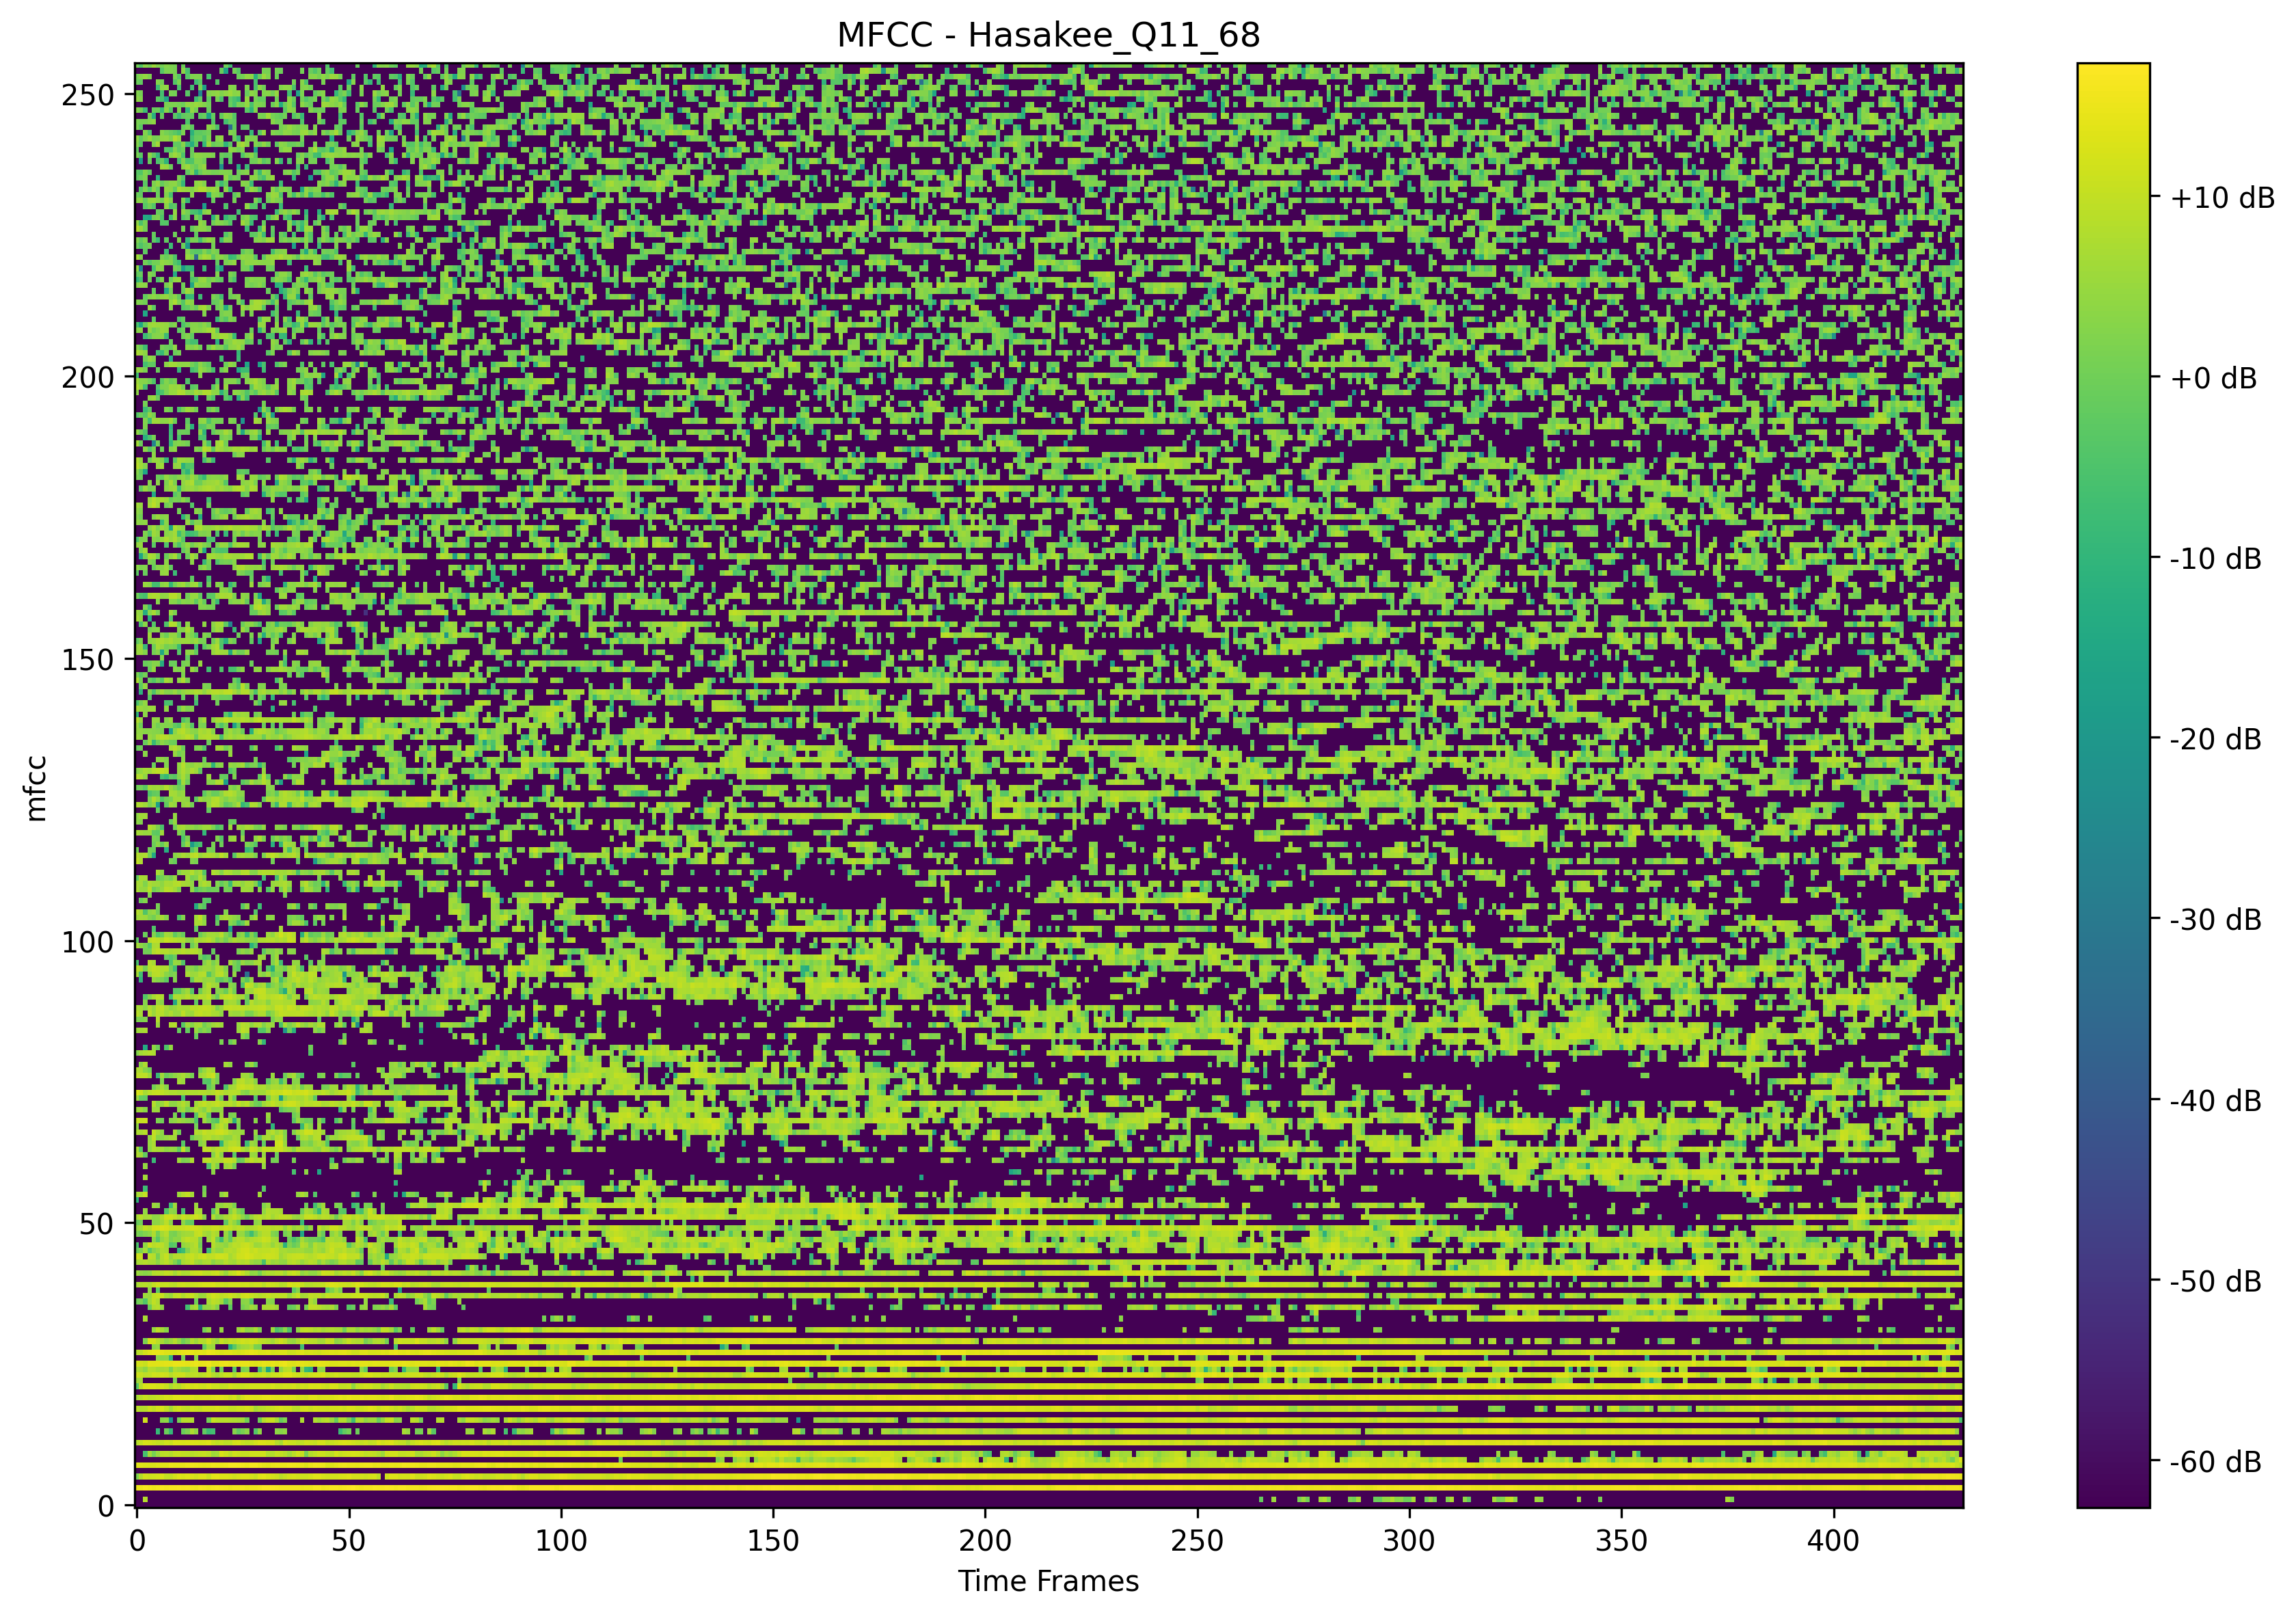 MFCC - Hasakee_Q11_68
250
200
150
100
50
0
mfcc
0 50 100 150 200 250 300 350 400
Time Frames
+10 dB
+0 dB
-10 dB
-20 dB
-30 dB
-40 dB
-50 dB
-60 dB